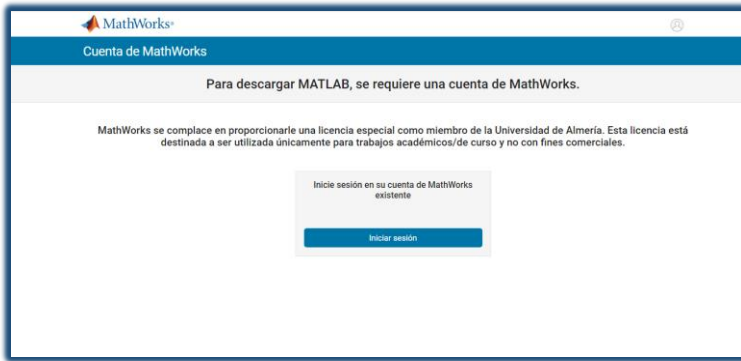 MathWorks®
Cuenta de MathWorks
Para descargar MATLAB, se requiere una cuenta de MathWorks.
MathWorks se complace en proporcionarle una licencia especial como miembro de la Universidad de Almería. Esta licencia está
destinada a ser utilizada únicamente para trabajos académicos/de curso y no con fines comerciales.
Inicie sesión en su cuenta de MathWorks
existente
Iniciar sesión